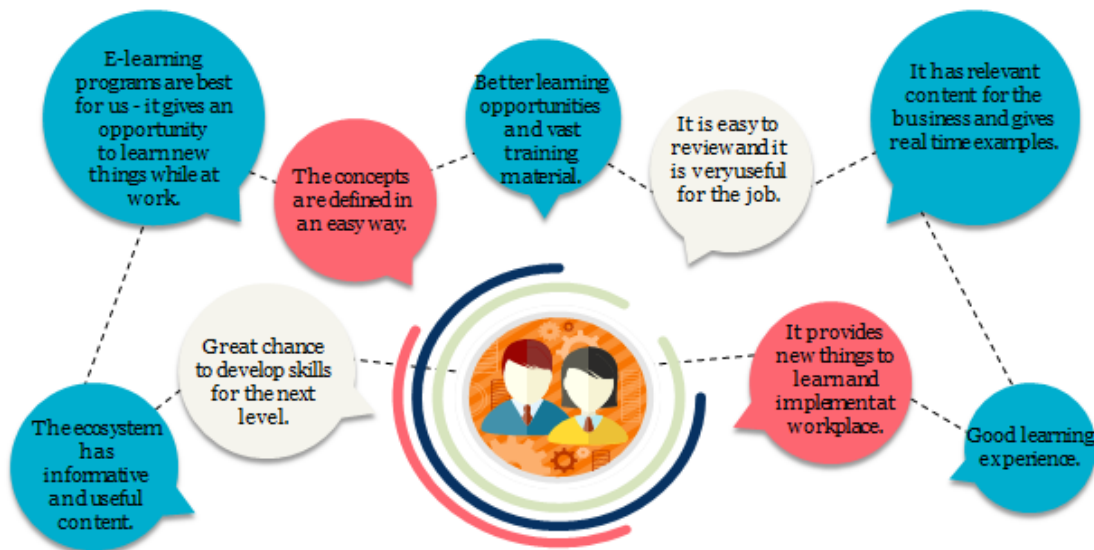 E-learning
programs are best
for us - it gives an
opportunity
to learn new
things while at
work.
The concepts
are defined in
an easy way.
Better learning
opportunities
and vast
training
material.
It is easy to
review and it
is very useful
for the job.
It has relevant
content for the
business and gives
real time examples.
The ecosystem
has
informative
and useful
content.
Great chance
to develop skills
for the next
level.
It provides
new things to
learn and
implement at
workplace.
Good learning
experience.